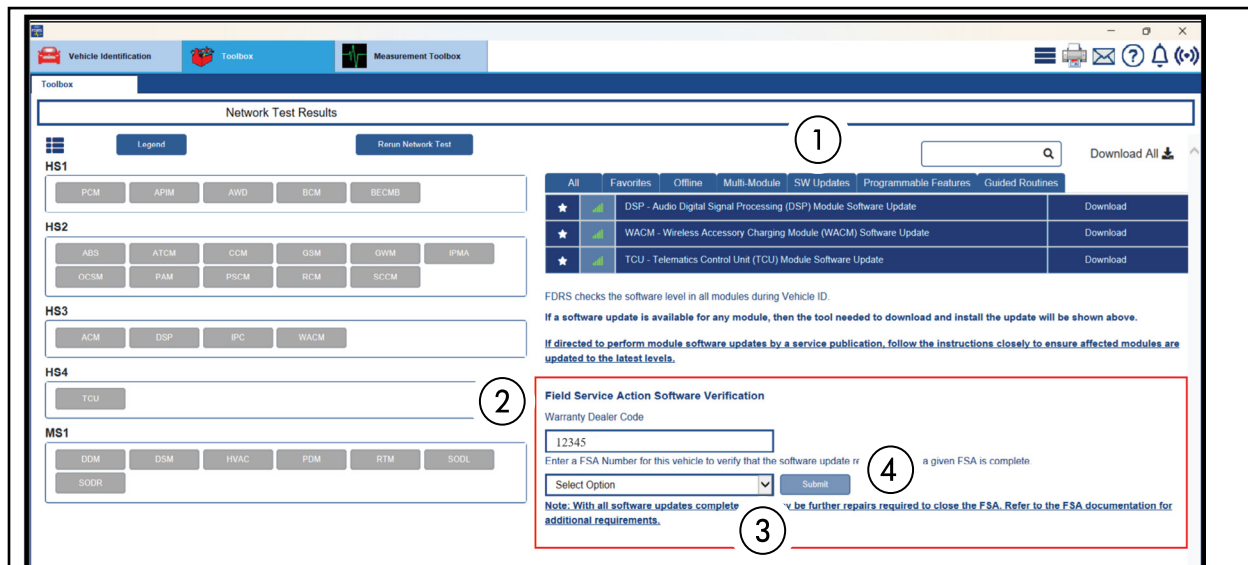 Vehicle Identification
Toolbox
Measurement Toolbox
Toolbox
Network Test Results
1
Legend
Rerun Network Test
Download All
HS1
PCM APIM AWD BCM BECMB
All Favorites Offline Multi-Module SW Updates Programmable Features Guided Routines
DSP - Audio Digital Signal Processing (DSP) Module Software Update Download
WACM - Wireless Accessory Charging Module (WACM) Software Update Download
TCU - Telematics Control Unit (TCU) Module Software Update Download
HS2
ABS ATCM CCM GSM GWM IPMA
OCSM PAM PSCM RCM SCCM
HS3
ACM DSP IPC WACM
HS4
TCU
MS1
DDM DSM HVAC PDM RTM SODL
SODR
FDRS checks the software level in all modules during Vehicle ID.
If a software update is available for any module, then the tool needed to download and install the update will be shown above.
If directed to perform module software updates by a service publication, follow the instructions closely to ensure affected modules are
updated to the latest levels.
2
Field Service Action Software Verification
Warranty Dealer Code
12345
Enter a FSA Number for this vehicle to verify that the software update a given FSA is complete.
4
Select Option
Submit
Note: With all software updates be further repairs required to close the FSA. Refer to the FSA documentation for
additional requirements.
3